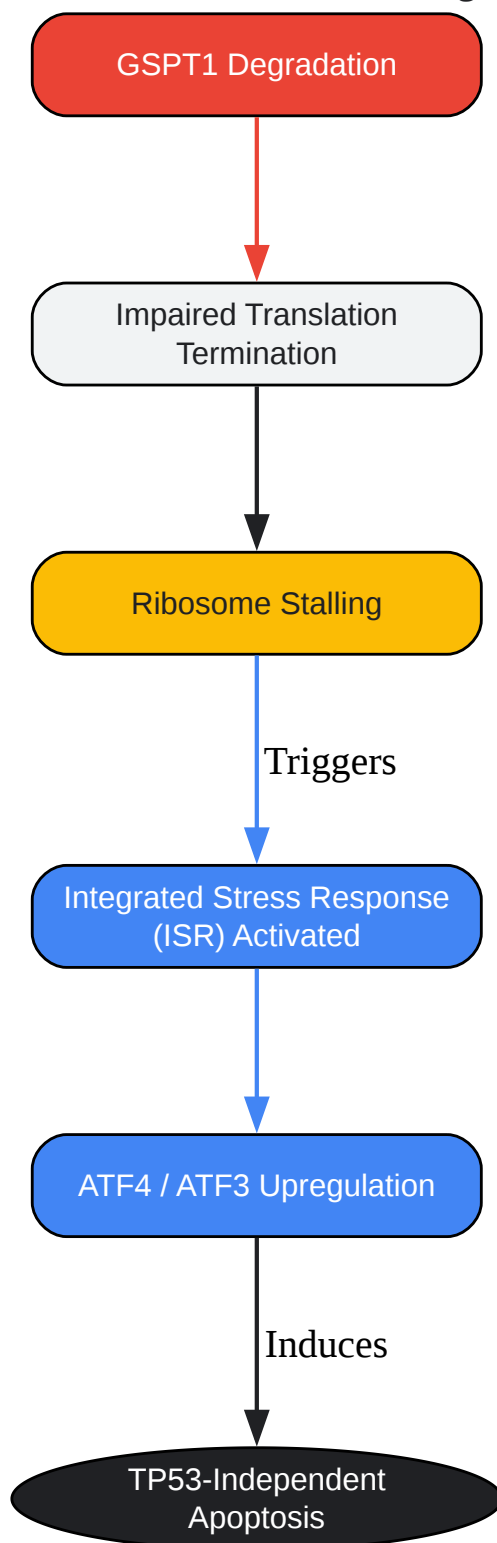 GSPT1 Degradation
Impaired Translation
Termination
Ribosome Stalling
Triggers
Integrated Stress Response
(ISR) Activated
ATF4 / ATF3 Upregulation
Induces
TP53-Independent
Apoptosis